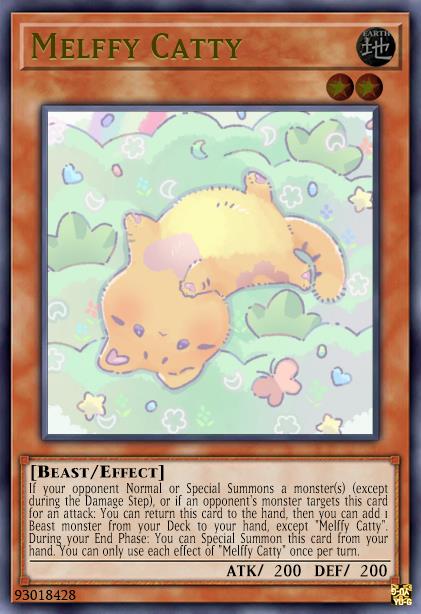 MELFFY CATTY
EARTH
地
[BEAST/EFFECT]
If your opponent Normal or Special Summons a monster(s) (except
during the Damage Step), or if an opponent's monster targets this card
for an attack: You can return this card to the hand, then you can add 1
Beast monster from your Deck to your hand, except "Melffy Catty".
During your End Phase: You can Special Summon this card from your
hand. You can only use each effect of "Melffy Catty" once per turn.
ATK/ 200 DEF/ 200
93018428